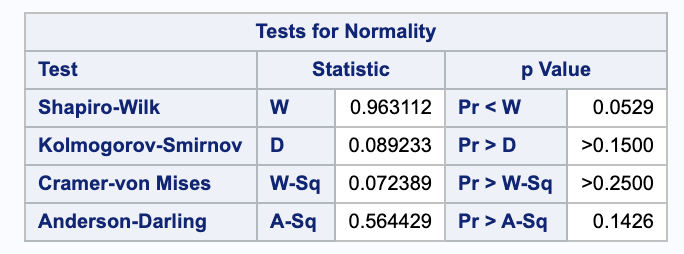 Tests for Normality
Test Statistic p Value
Shapiro-Wilk W 0.963112 Pr < W 0.0529
Kolmogorov-Smirnov D 0.089233 Pr > D >0.1500
Cramer-von Mises W-Sq 0.072389 Pr > W-Sq >0.2500
Anderson-Darling A-Sq 0.564429 Pr > A-Sq 0.1426